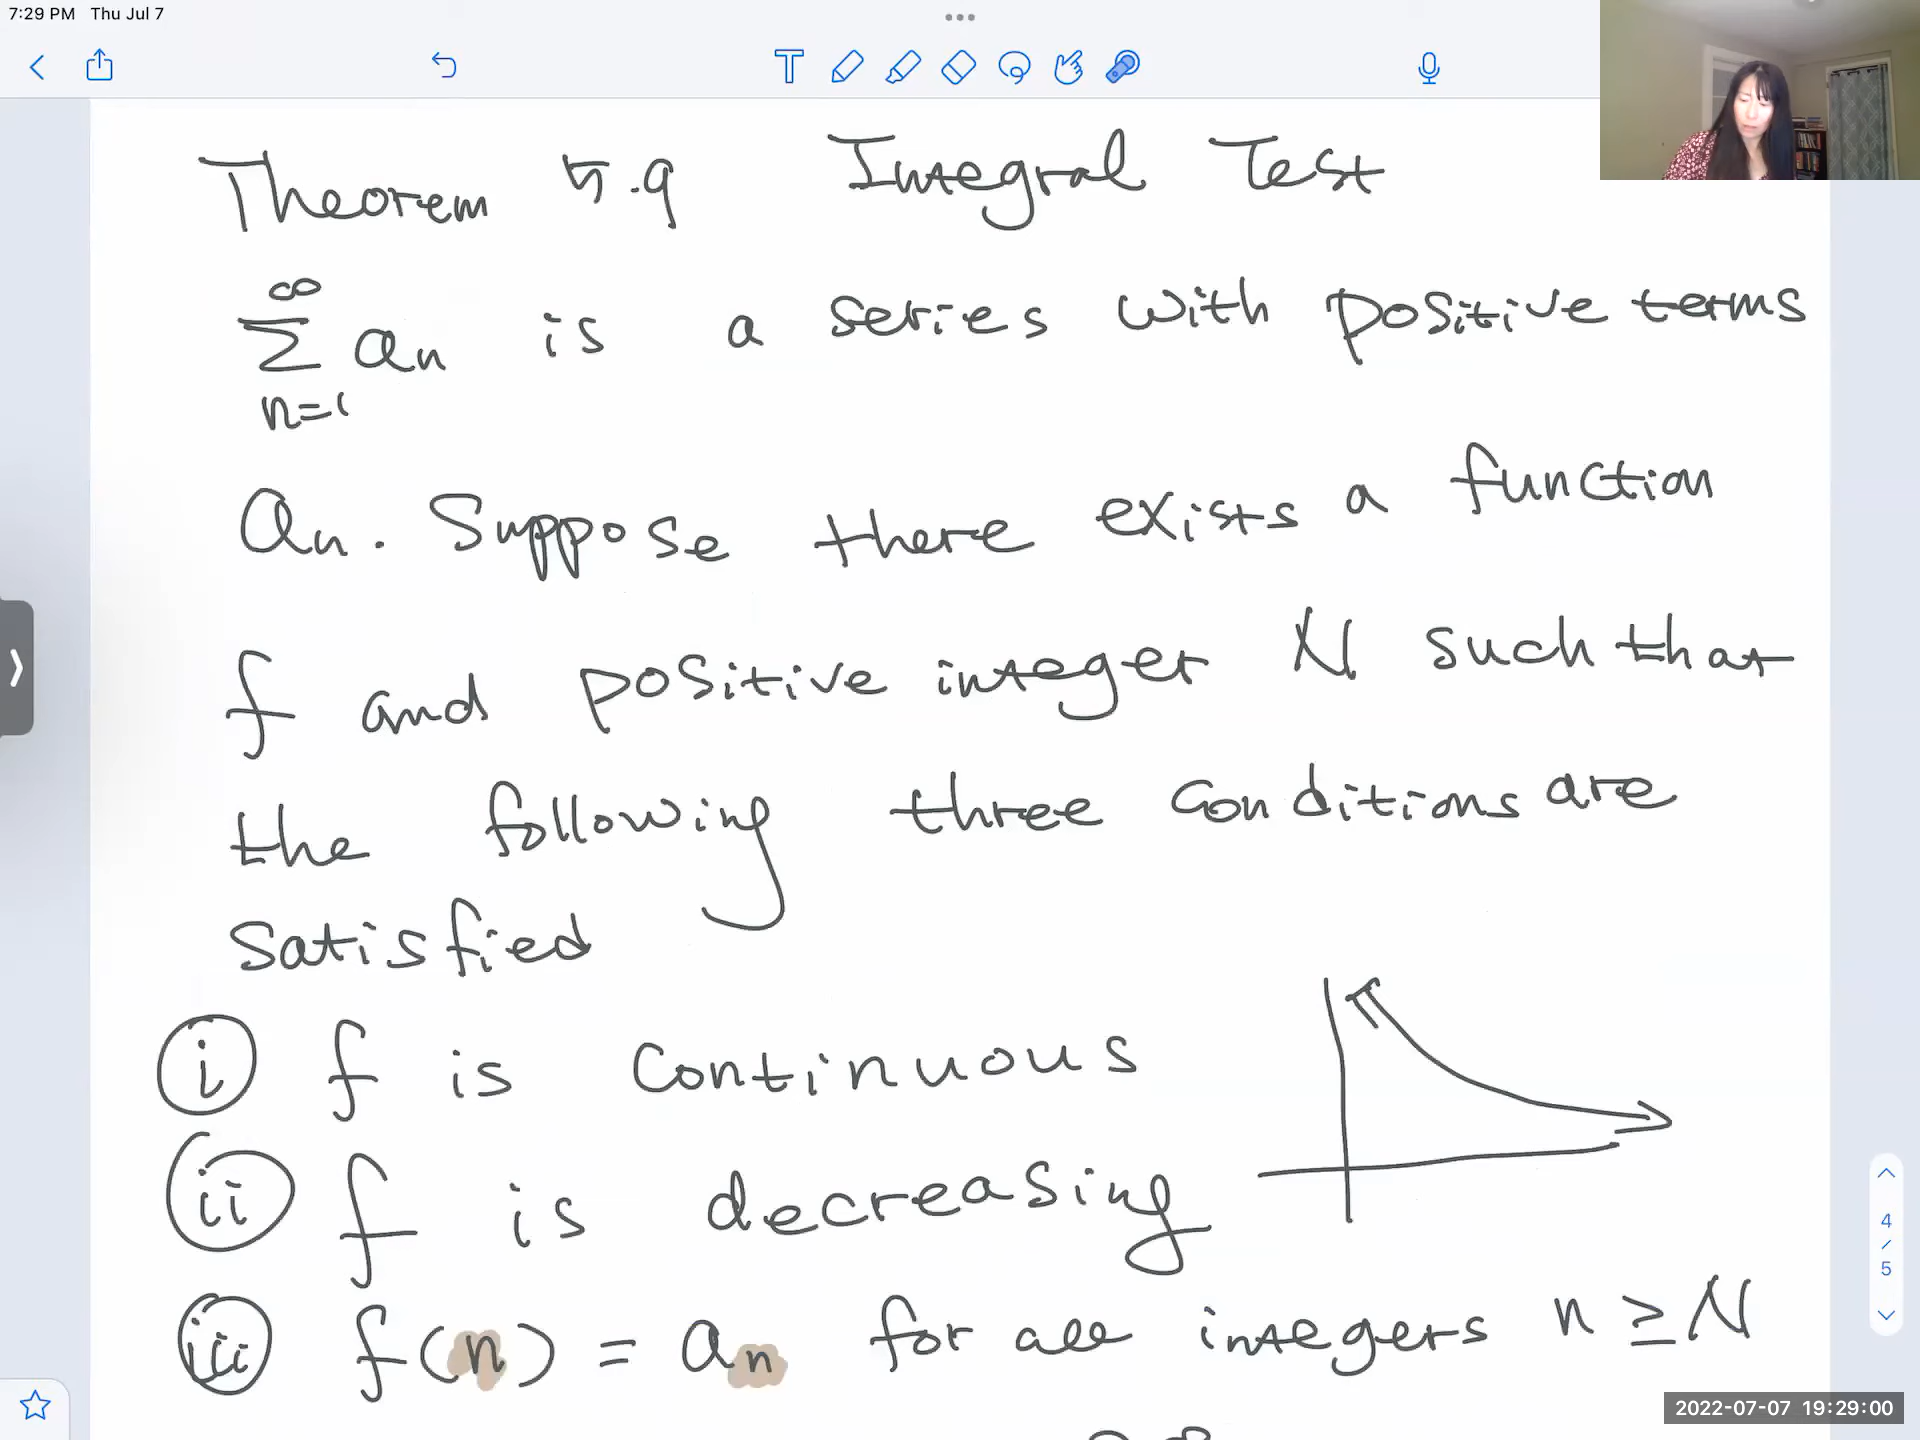 7:29 PM Thu Jul 7
Theorem 5.9 Integral Test
∞
Σ an is a series with positive terms
n=1
an. Suppose there exists a function
f and positive integer N such that
the following three conditions are
satisfied
i f is continuous
ii f is decreasing
iii f(n) = an for all integers n ≥ N
4
/
5
2022-07-07 19:29:00